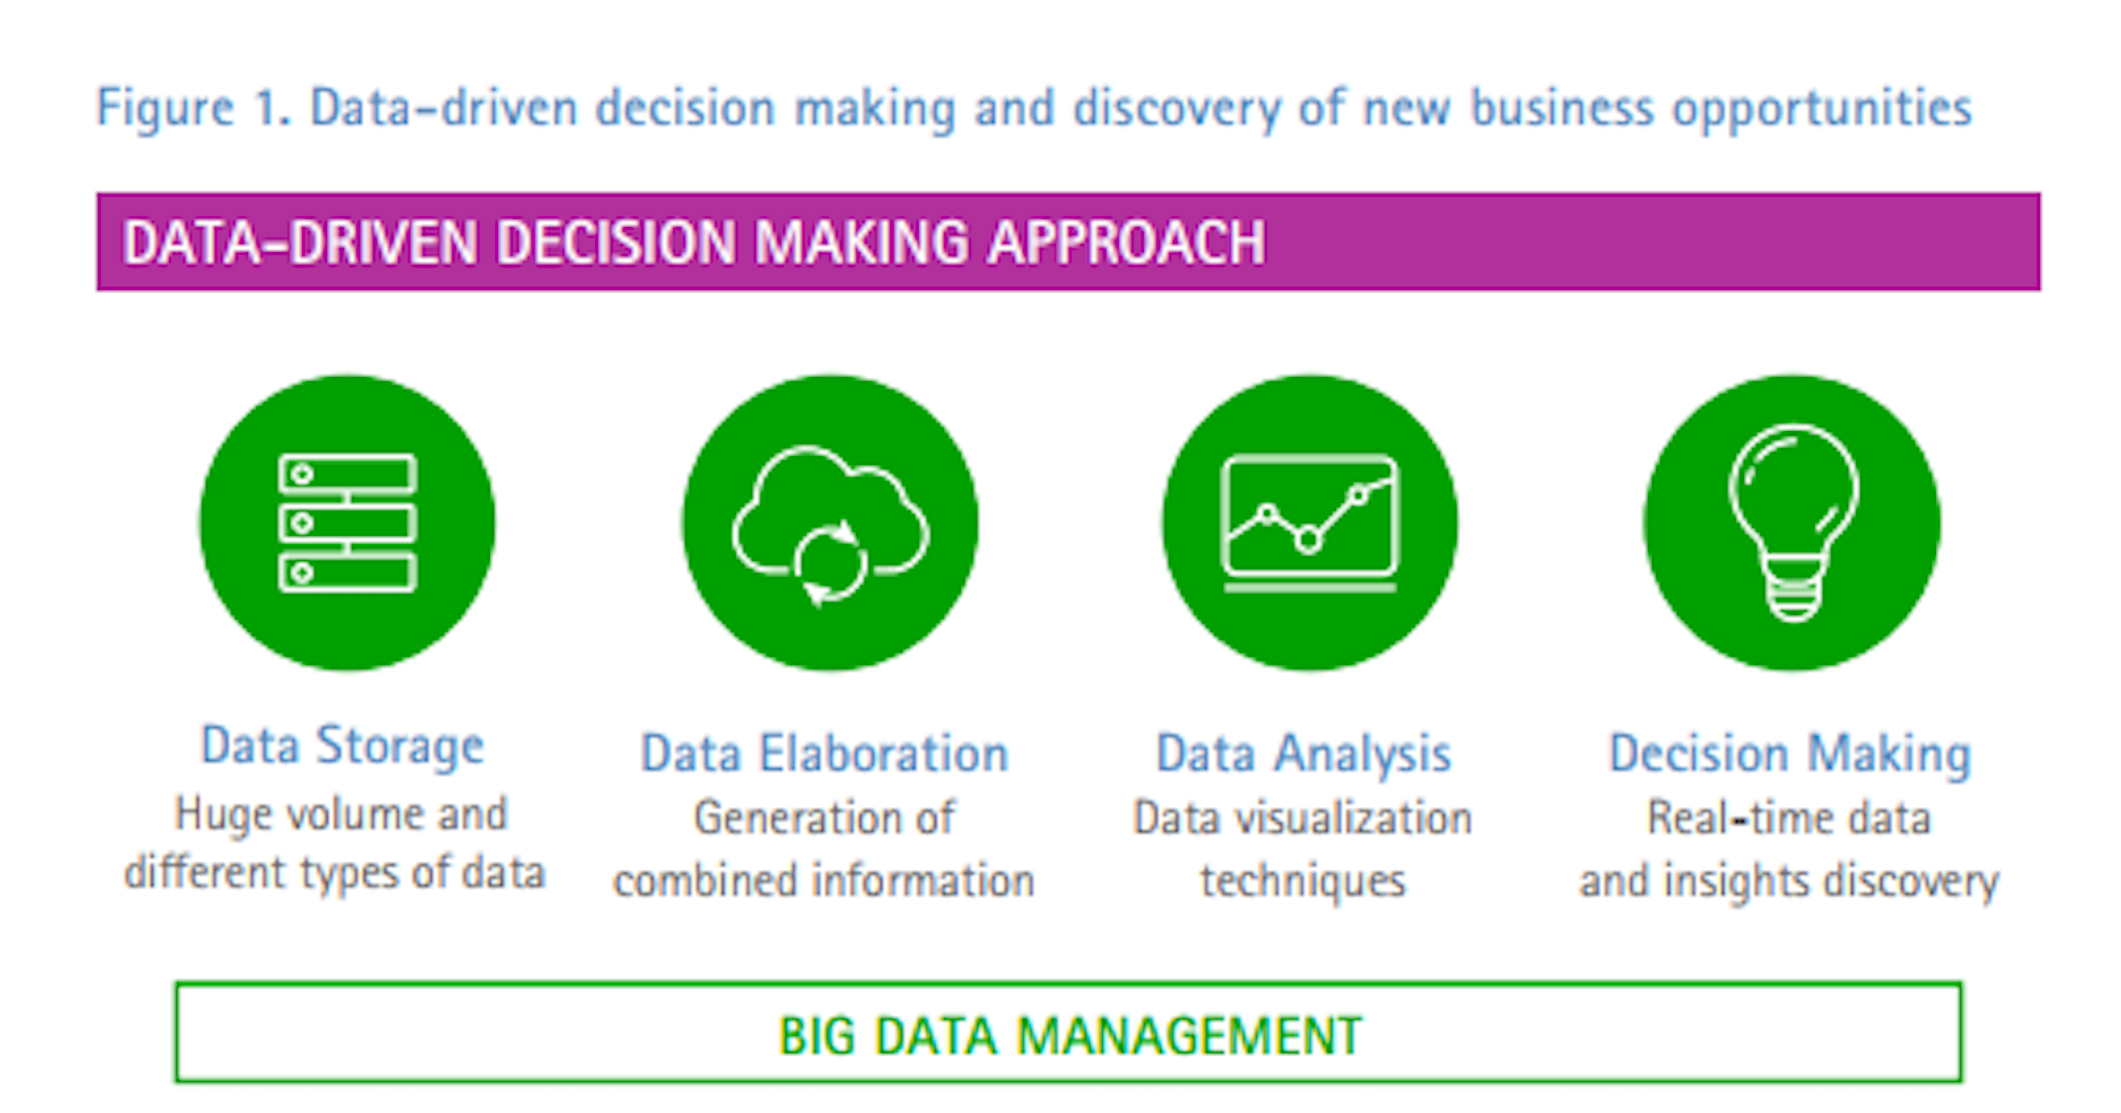 Figure 1. Data-driven decision making and discovery of new business opportunities
DATA-DRIVEN DECISION MAKING APPROACH
Data Storage
Huge volume and
different types of data
Data Elaboration
Generation of
combined information
Data Analysis
Data visualization
techniques
Decision Making
Real-time data
and insights discovery
BIG DATA MANAGEMENT